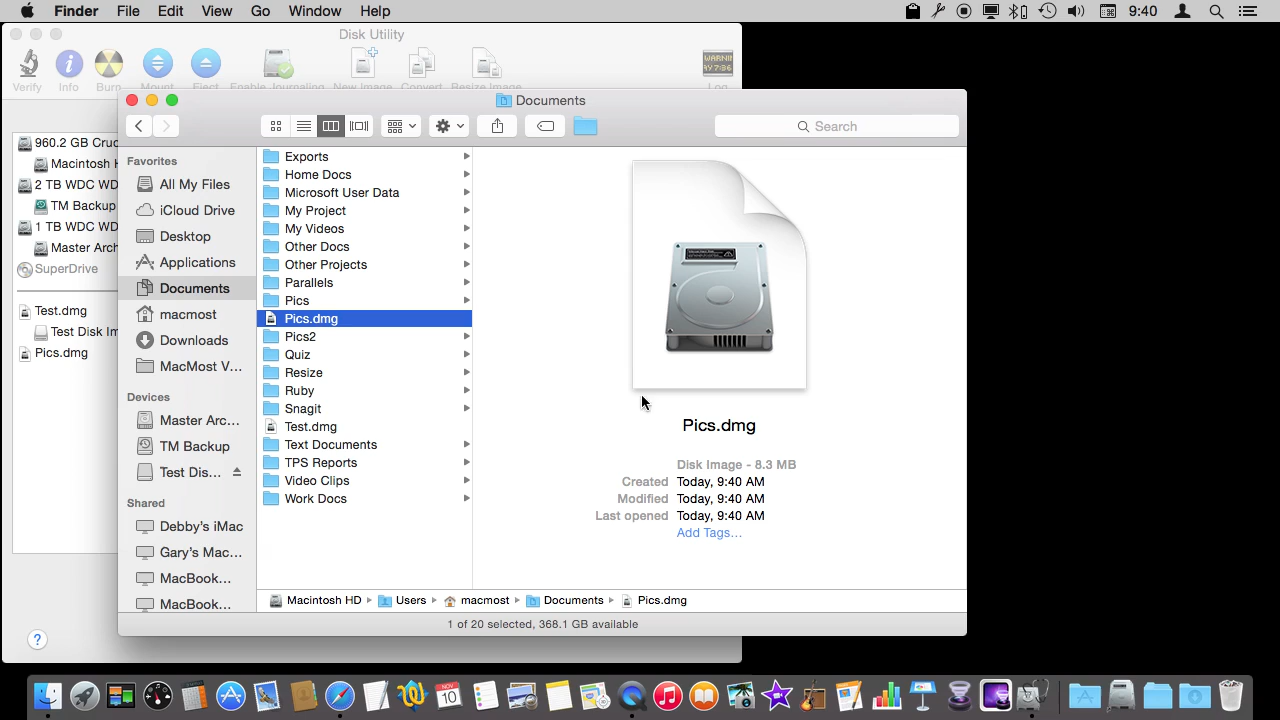 Finder File Edit View Go Window Help 9:40
Disk Utility
Verify Info Burn Mount Eject Enable Journaling New Image Convert Resize Image Log
WARNIN
AY 7:36
960.2 GB Cruc
Macintosh H
2 TB WDC WD
TM Backup
1 TB WDC WD
Master Arch
SuperDrive
Test.dmg
Test Disk Im
Pics.dmg
?
Documents
Search
Favorites
All My Files
iCloud Drive
Desktop
Applications
Documents
macmost
Downloads
MacMost V...
Devices
Master Arc...
TM Backup
Test Dis...
Shared
Debby's iMac
Gary's Mac...
MacBook...
MacBook...
Exports
Home Docs
Microsoft User Data
My Project
My Videos
Other Docs
Other Projects
Parallels
Pics
Pics.dmg
Pics2
Quiz
Resize
Ruby
Snagit
Test.dmg
Text Documents
TPS Reports
Video Clips
Work Docs
Pics.dmg
Disk Image - 8.3 MB
Created Today, 9:40 AM
Modified Today, 9:40 AM
Last opened Today, 9:40 AM
Add Tags...
Macintosh HD Users macmost Documents Pics.dmg
1 of 20 selected, 368.1 GB available
NOV
10